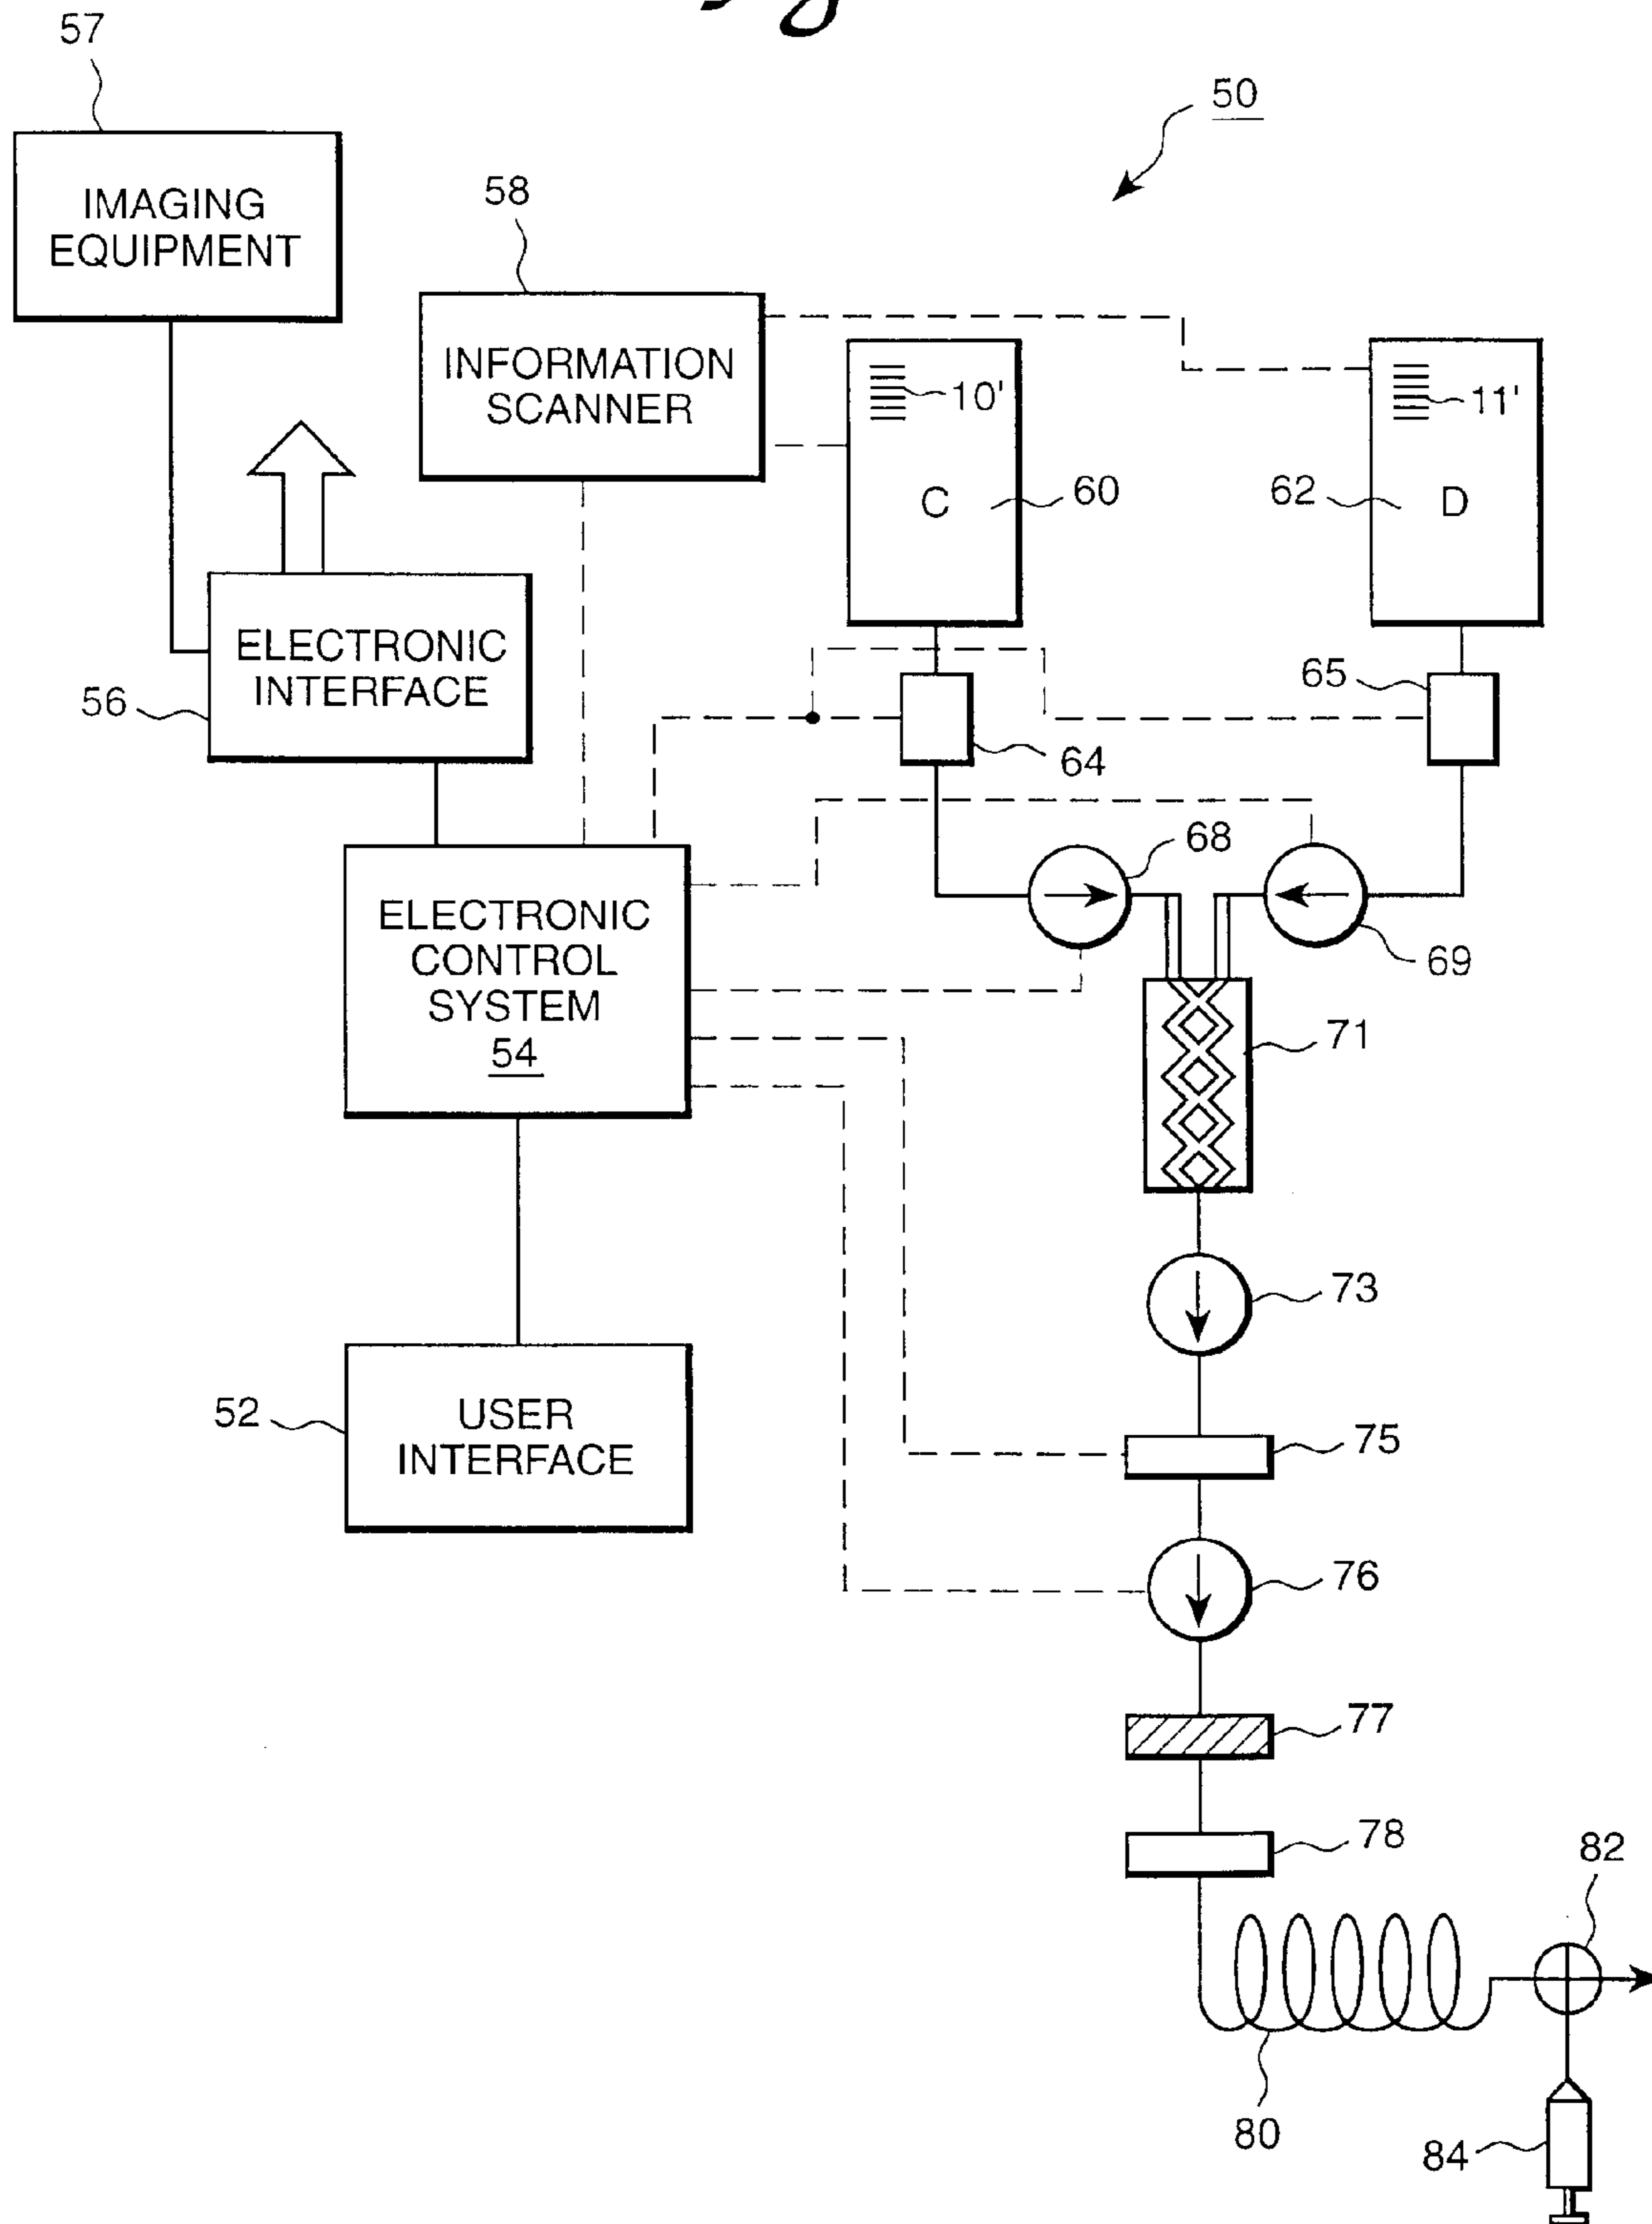 57
50
IMAGING
EQUIPMENT
58
INFORMATION
SCANNER
10'
11'
C
60
62
D
ELECTRONIC
INTERFACE
56
65
64
68
ELECTRONIC
CONTROL
SYSTEM
54
69
71
73
52
USER
INTERFACE
75
76
77
78
82
80
84